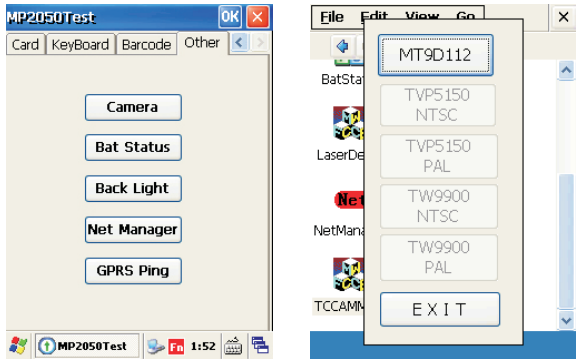 MP2050Test OK
Card KeyBoard Barcode Other
Camera
Bat Status
Back Light
Net Manager
GPRS Ping
MP2050Test Fn 1:52
File Edit View Go
MT9D112
TVP5150
NTSC
TVP5150
PAL
TW9900
NTSC
TW9900
PAL
EXIT
BatSta
LaserDe
Net
NetMana
TCCAMM